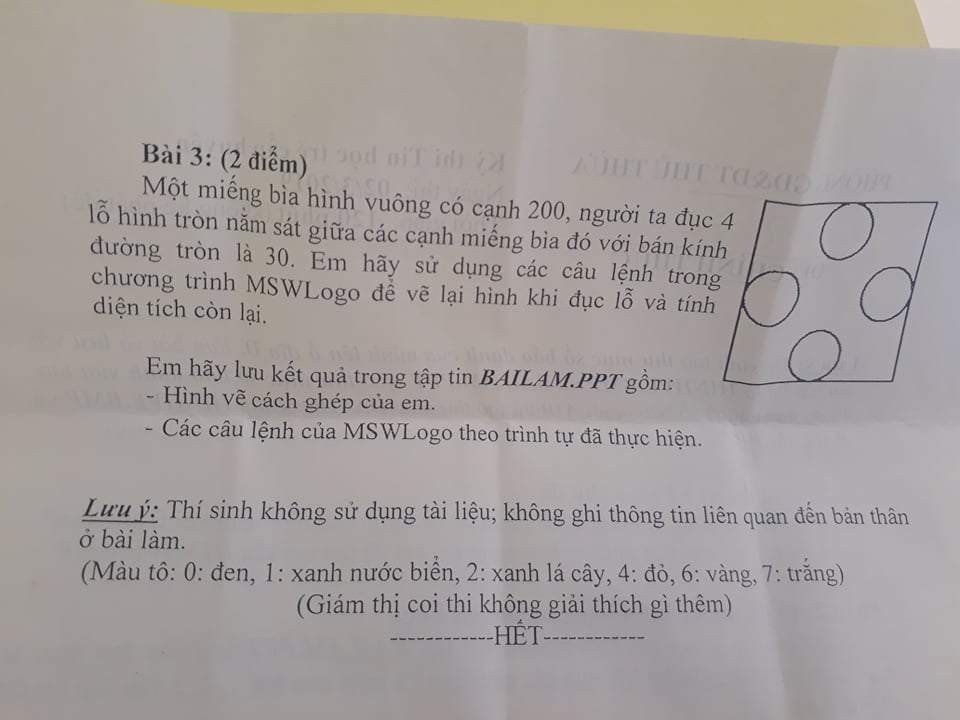 Bài 3: (2 điểm)
Một miếng bìa hình vuông có cạnh 200, người ta đục 4
lỗ hình tròn nằm sát giữa các cạnh miếng bìa đó với bán kính
đường tròn là 30. Em hãy sử dụng các câu lệnh trong
chương trình MSWLogo để vẽ lại hình khi đục lỗ và tính
diện tích còn lại.
Em hãy lưu kết quả trong tập tin BAILAM.PPT gồm:
- Hình vẽ cách ghép của em.
- Các câu lệnh của MSWLogo theo trình tự đã thực hiện.
Lưu ý: Thí sinh không sử dụng tài liệu; không ghi thông tin liên quan đến bản thân
ở bài làm.
(Màu tô: 0: đen, 1: xanh nước biển, 2: xanh lá cây, 4: đỏ, 6: vàng, 7: trắng)
(Giám thị coi thi không giải thích gì thêm)
------------HẾT------------